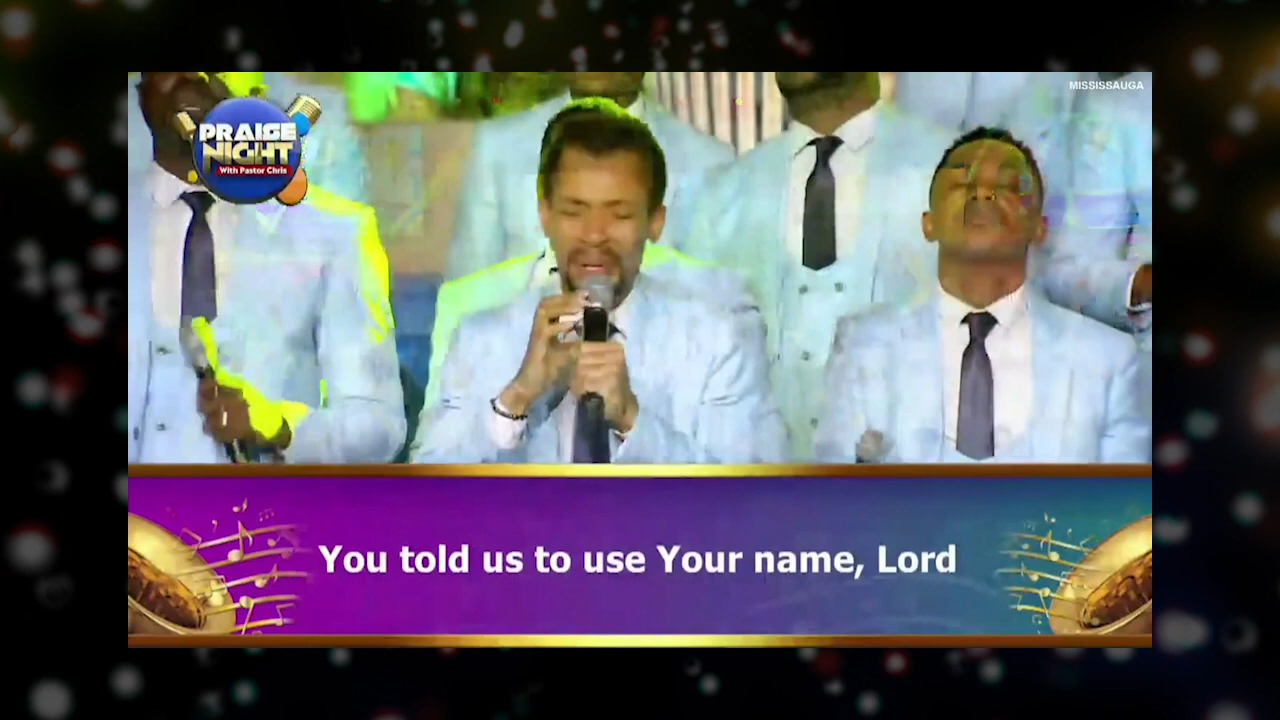 MISSISSAUGA
PRAISE
NIGHT
With Pastor Chris
You told us to use Your name, Lord